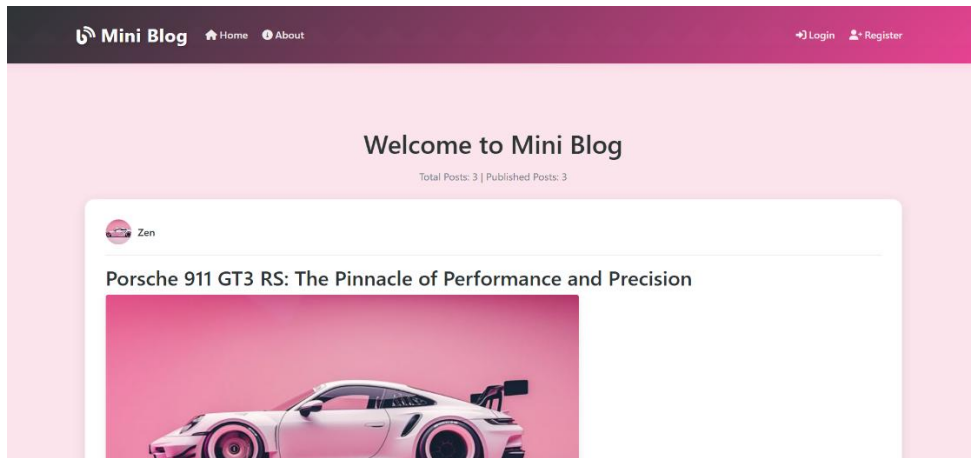 Mini Blog Home About Login Register
Welcome to Mini Blog
Total Posts: 3 | Published Posts: 3
Zen
Porsche 911 GT3 RS: The Pinnacle of Performance and Precision